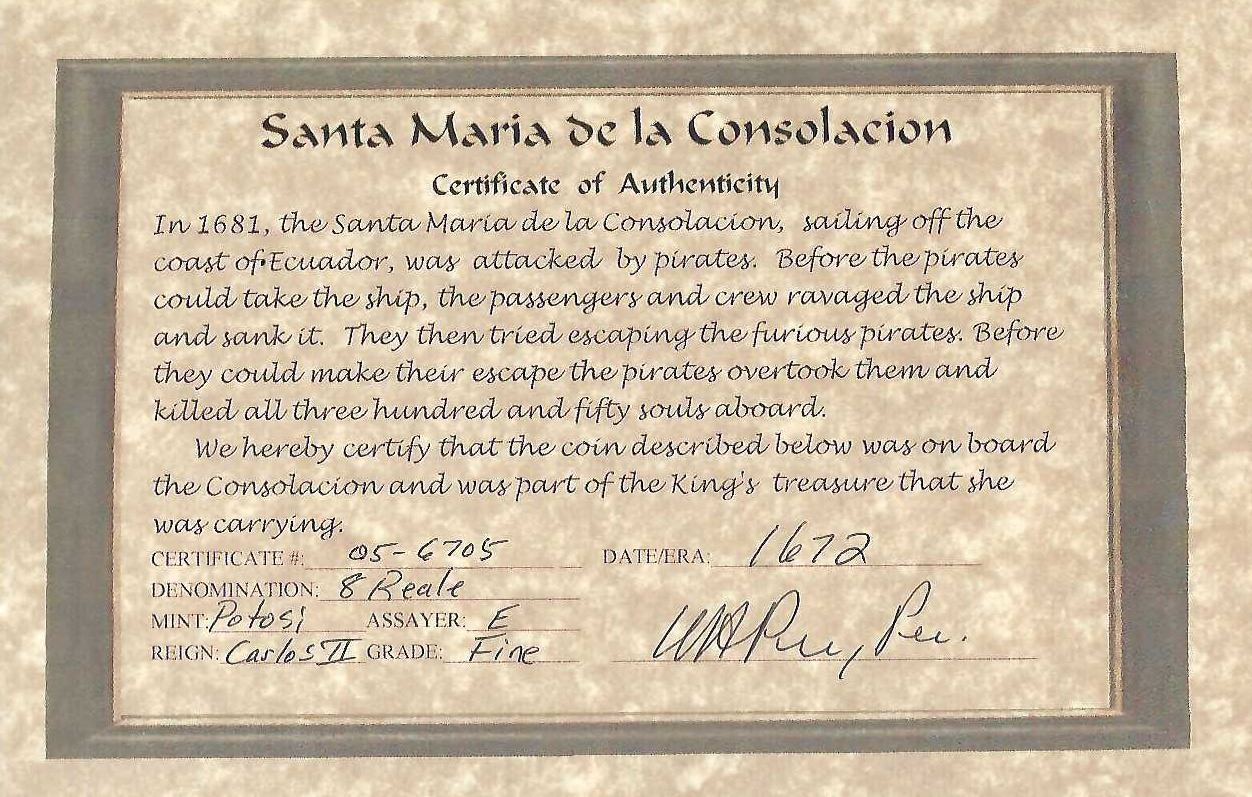 Santa Maria de la Consolacion
Certificate of Authenticity
In 1681, the Santa Maria de la Consolacion, sailing off the
coast of Ecuador, was attacked by pirates. Before the pirates
could take the ship, the passengers and crew ravaged the ship
and sank it. They then tried escaping the furious pirates. Before
they could make their escape the pirates overtook them and
killed all three hundred and fifty souls aboard.
We hereby certify that the coin described below was on board
the Consolacion and was part of the King's treasure that she
was carrying.
CERTIFICATE #: 05-6705 DATE/ERA: 1672
DENOMINATION: 8 Reale
MINT: Potosi ASSAYER: E
REIGN: Carlos II GRADE: Fine